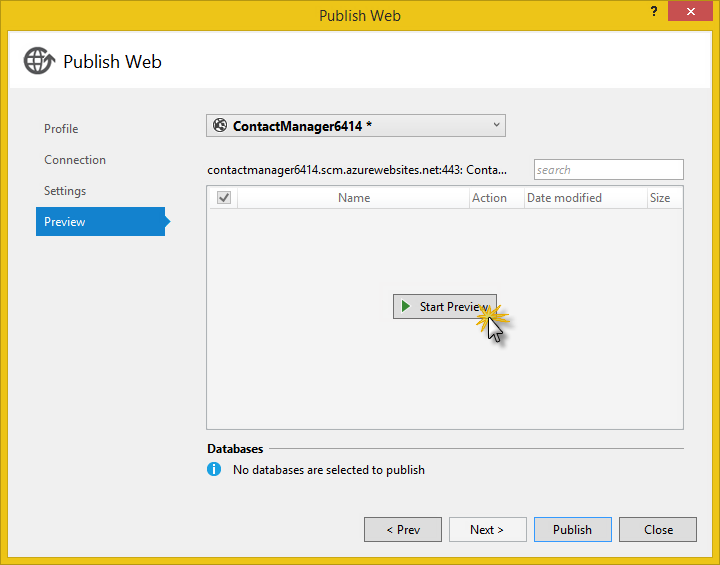 Publish Web
?
Publish Web
Profile
Connection
Settings
Preview
ContactManager6414 *
contactmanager6414.scm.azurewebsites.net:443: Conta...
search
Name Action Date modified Size
Start Preview
Databases
No databases are selected to publish
< Prev Next > Publish Close